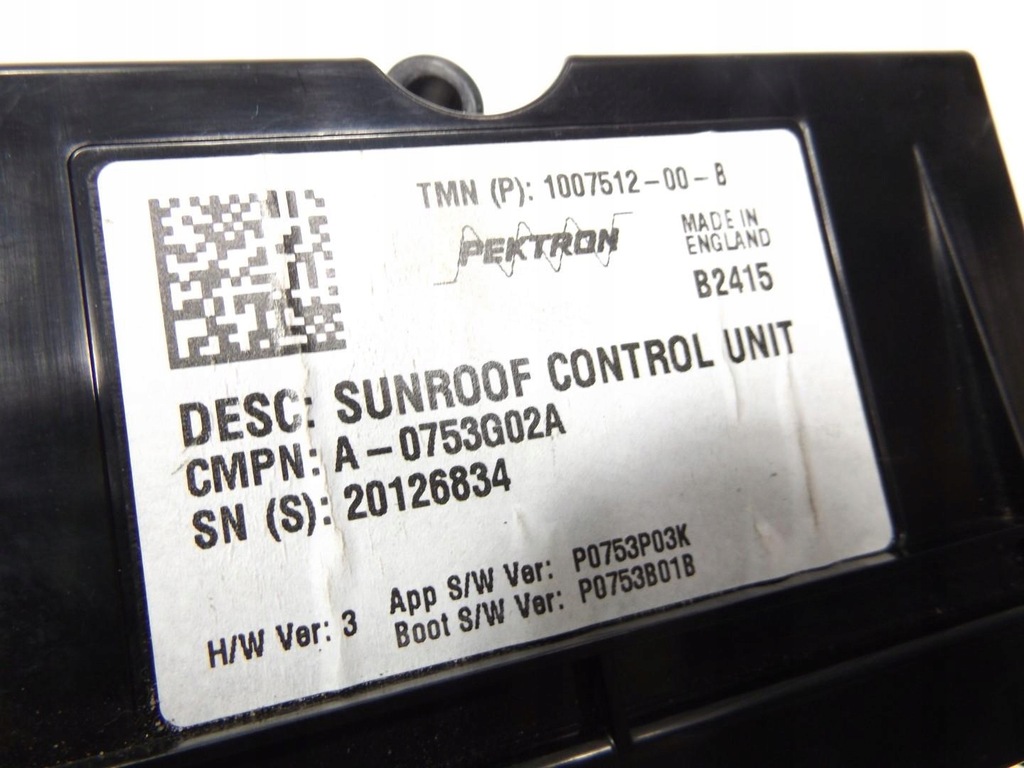 TMN (P): 1007512-00-B
PEKTRON
MADE IN
ENGLAND
B2415
DESC: SUNROOF CONTROL UNIT
CMPN: A-0753G02A
SN (S): 20126834
H/W Ver: 3
App S/W Ver: P0753P03K
Boot S/W Ver: P0753B01B